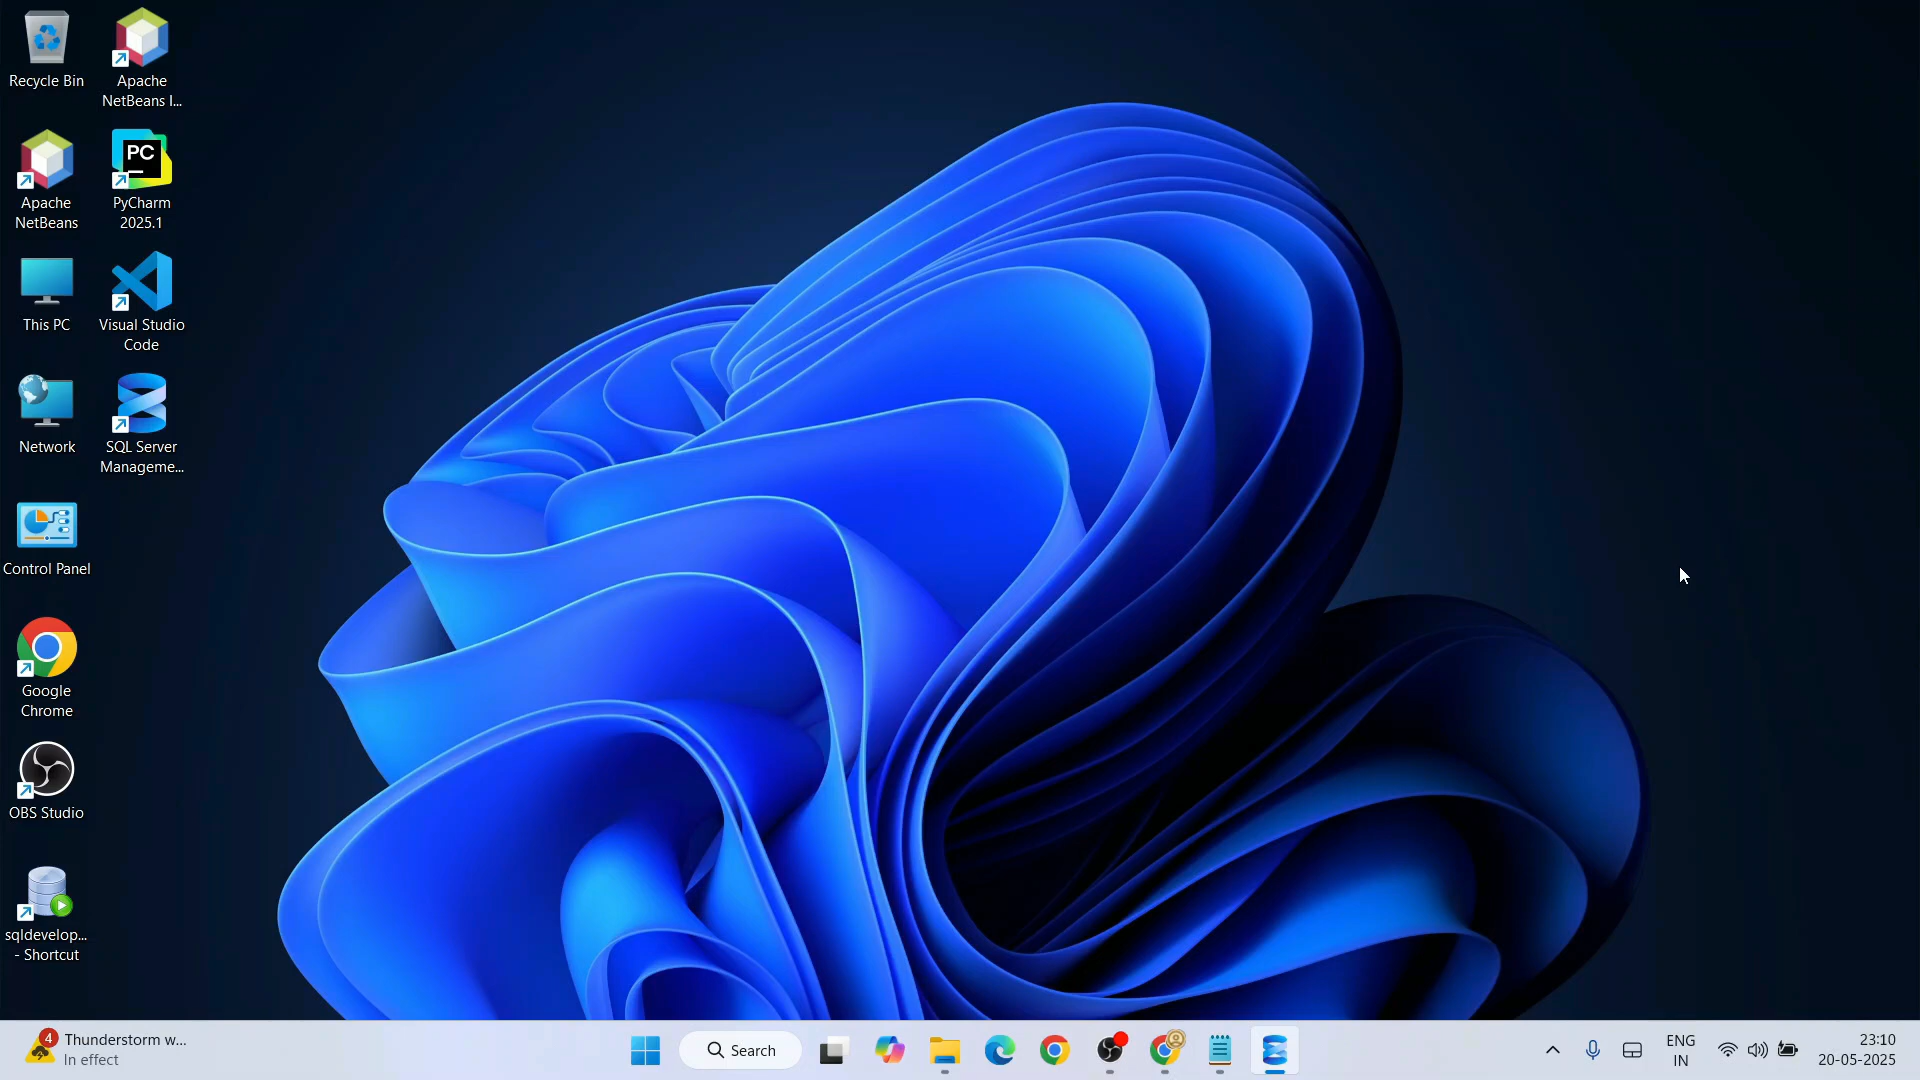 Recycle Bin
Apache
NetBeans I...
Apache
NetBeans
PC
PyCharm
2025.1
This PC
Visual Studio
Code
Network
SQL Server
Manageme...
Control Panel
Google
Chrome
OBS Studio
sqldevelop...
- Shortcut
4
Thunderstorm w...
In effect
Search
ENG
IN
23:10
20-05-2025